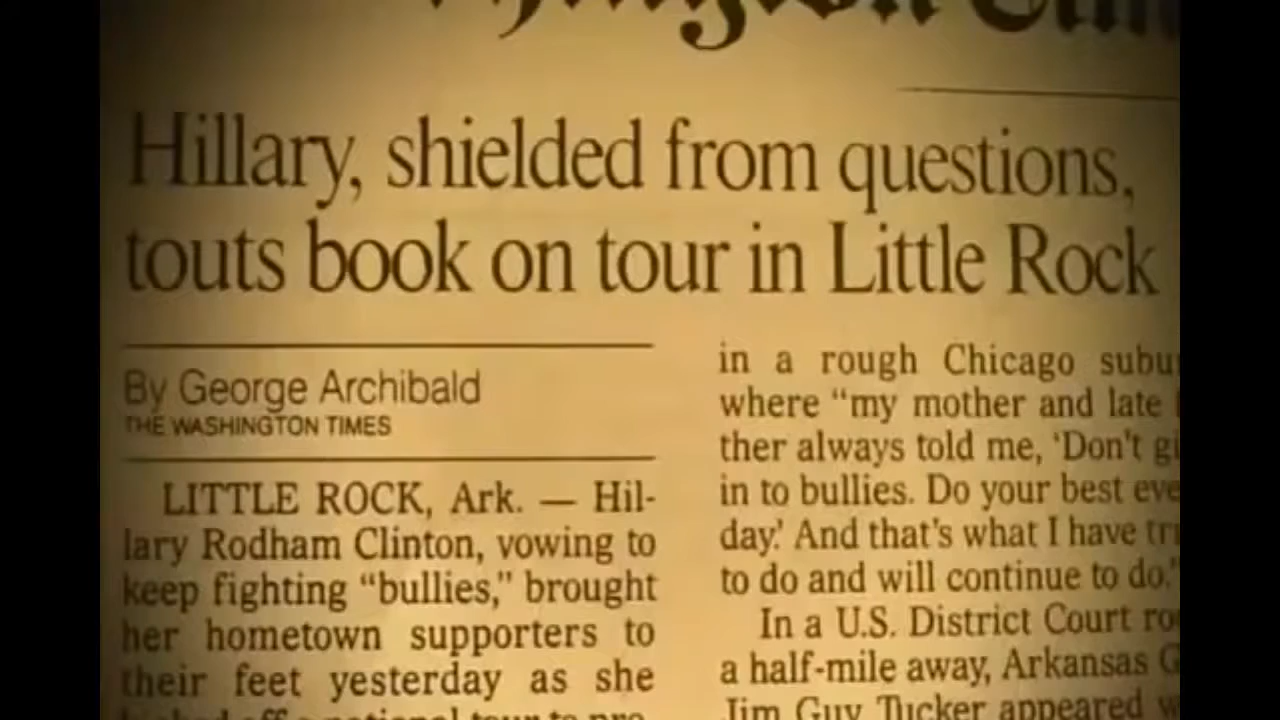 Hillary, shielded from questions,
touts book on tour in Little Rock
By George Archibald
THE WASHINGTON TIMES
LITTLE ROCK, Ark. — Hil-
lary Rodham Clinton, vowing to
keep fighting “bullies,” brought
her hometown supporters to
their feet yesterday as she
in a rough Chicago
where “my mother and late
ther always told me, ‘Don't
in to bullies. Do your best
day.’ And that's what I have
to do and will continue to do.”
In a U.S. District Court
a half-mile away, Arkansas
Jim Guy Tucker appeared